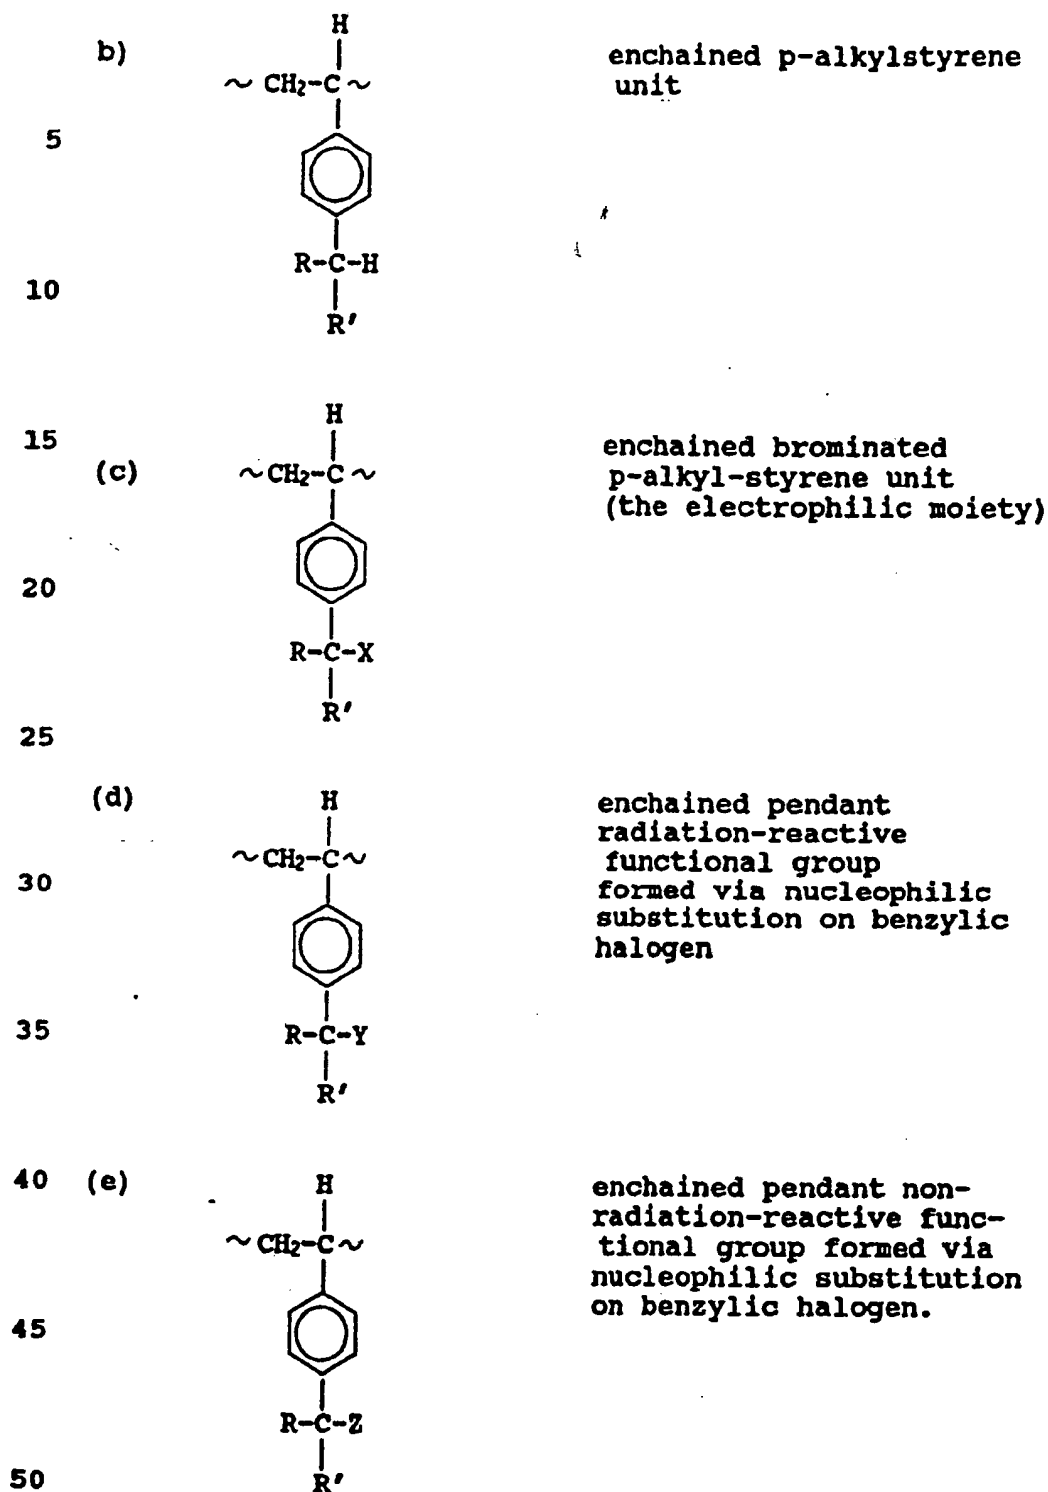 H
b) enchained p-alkylstyrene
~ CH₂-C~ unit
5
R-C-H
10
R'
H
15 enchained brominated
(c) ~CH₂-C~ p-alkyl-styrene unit
(the electrophilic moiety)
20
R-C-X
R'
25
(d) H enchained pendant
radiation-reactive
~CH₂-C~ functional group
30 formed via nucleophilic
substitution on benzylic
halogen
35 R-C-Y
R'
40 (e) H enchained pendant non-
radiation-reactive func-
~CH₂-C~ tional group formed via
nucleophilic substitution
on benzylic halogen.
45
R-C-Z
50 R'